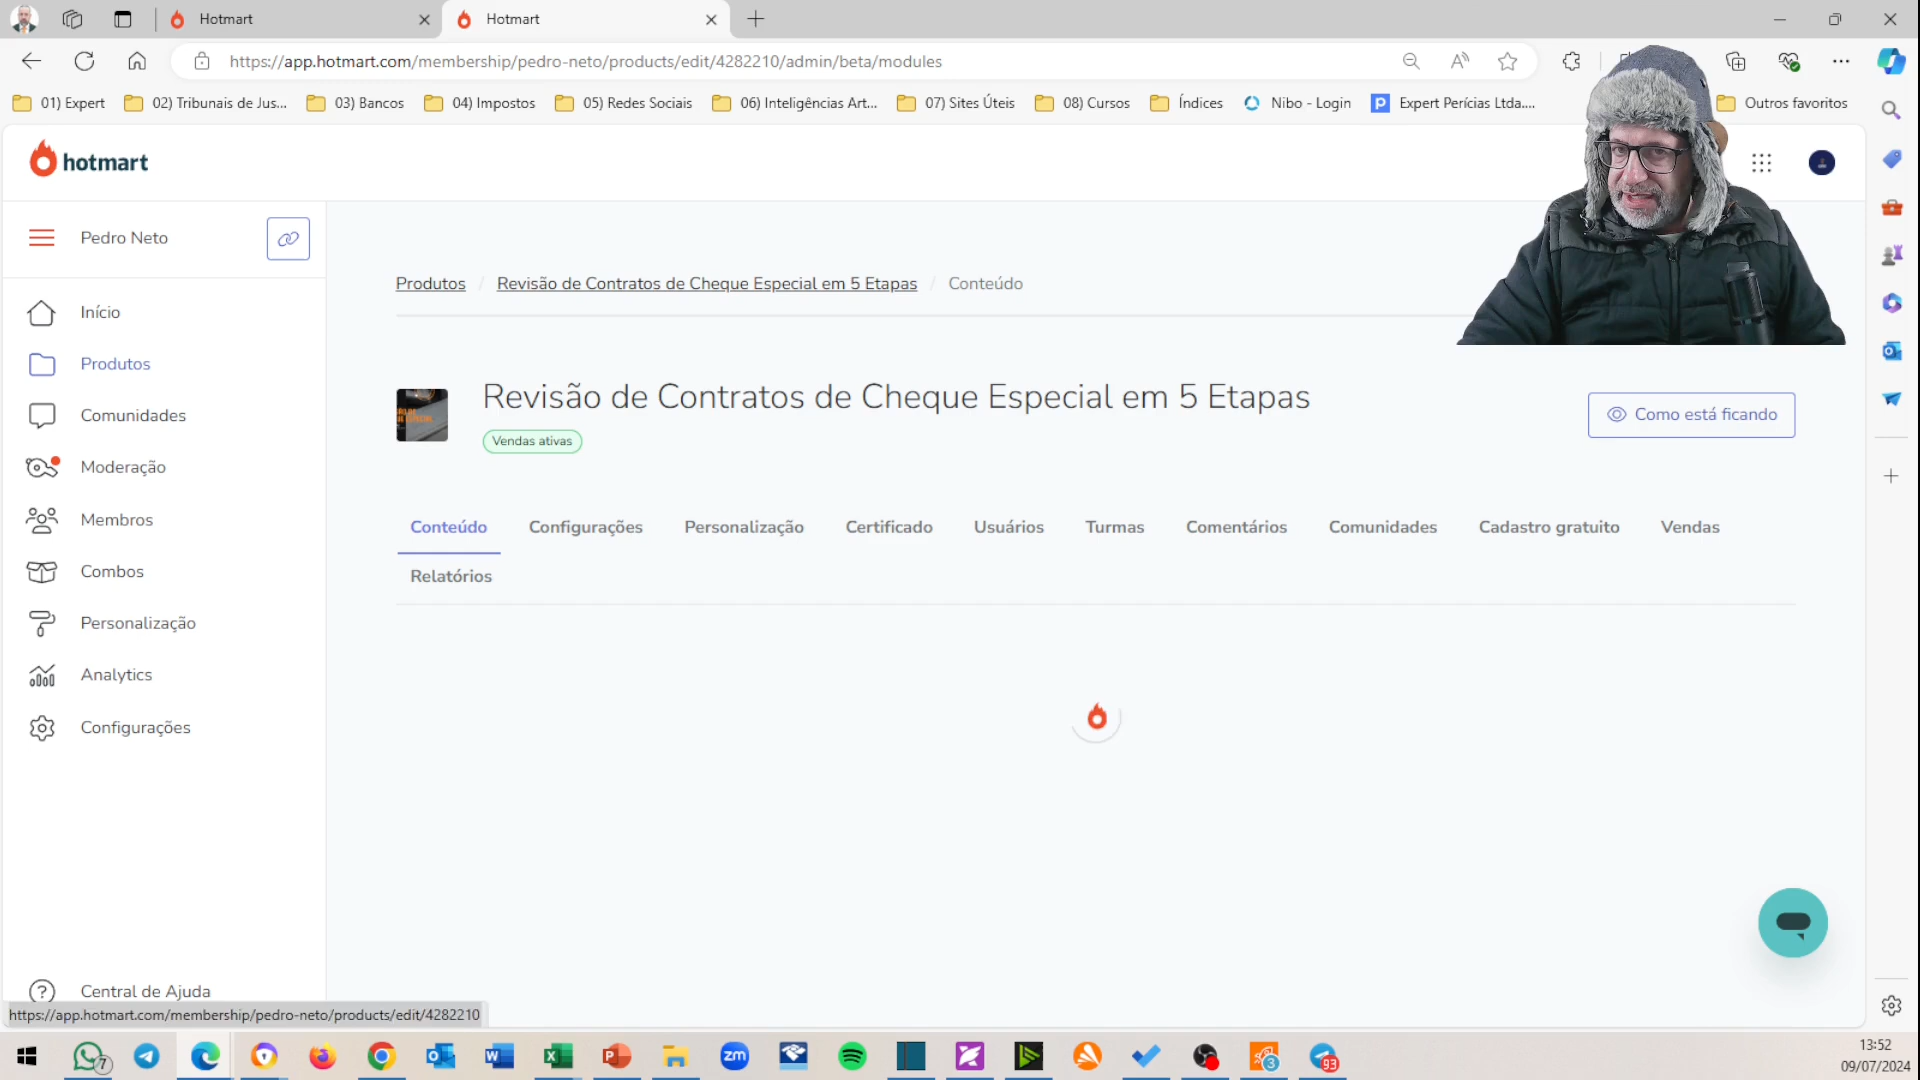 Hotmart
Hotmart
https://app.hotmart.com/membership/pedro-neto/products/edit/4282210/admin/beta/modules
01) Expert
02) Tribunais de Jus...
03) Bancos
04) Impostos
05) Redes Sociais
06) Inteligências Art...
07) Sites Úteis
08) Cursos
Índices
Nibo - Login
Expert Perícias Ltda....
Outros favoritos
hotmart
Pedro Neto
Início
Produtos
Comunidades
Moderação
Membros
Combos
Personalização
Analytics
Configurações
Central de Ajuda
Produtos / Revisão de Contratos de Cheque Especial em 5 Etapas / Conteúdo
Revisão de Contratos de Cheque Especial em 5 Etapas
Vendas ativas
Como está ficando
Conteúdo
Configurações
Personalização
Certificado
Usuários
Turmas
Comentários
Comunidades
Cadastro gratuito
Vendas
Relatórios
https://app.hotmart.com/membership/pedro-neto/products/edit/4282210
7
zm
3
93
13:52
09/07/2024